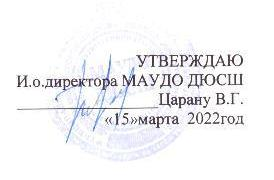 УТВЕРЖДАЮ
И.о.директора МАУДО ДЮСШ
Царану В.Г.
«15»марта 2022год